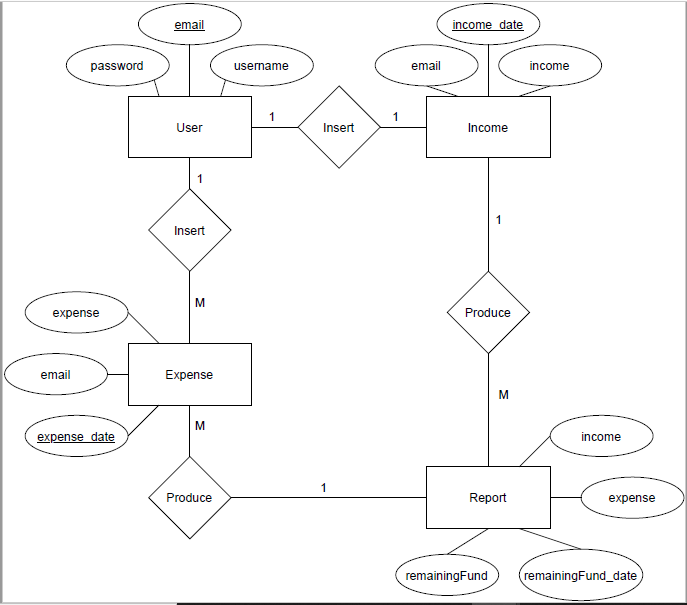 email
income_date
password
username
email
income
User
1
Insert
1
Income
1
Insert
1
M
expense
Produce
email
Expense
M
expense_date
M
income
Produce
1
Report
expense
remainingFund
remainingFund_date